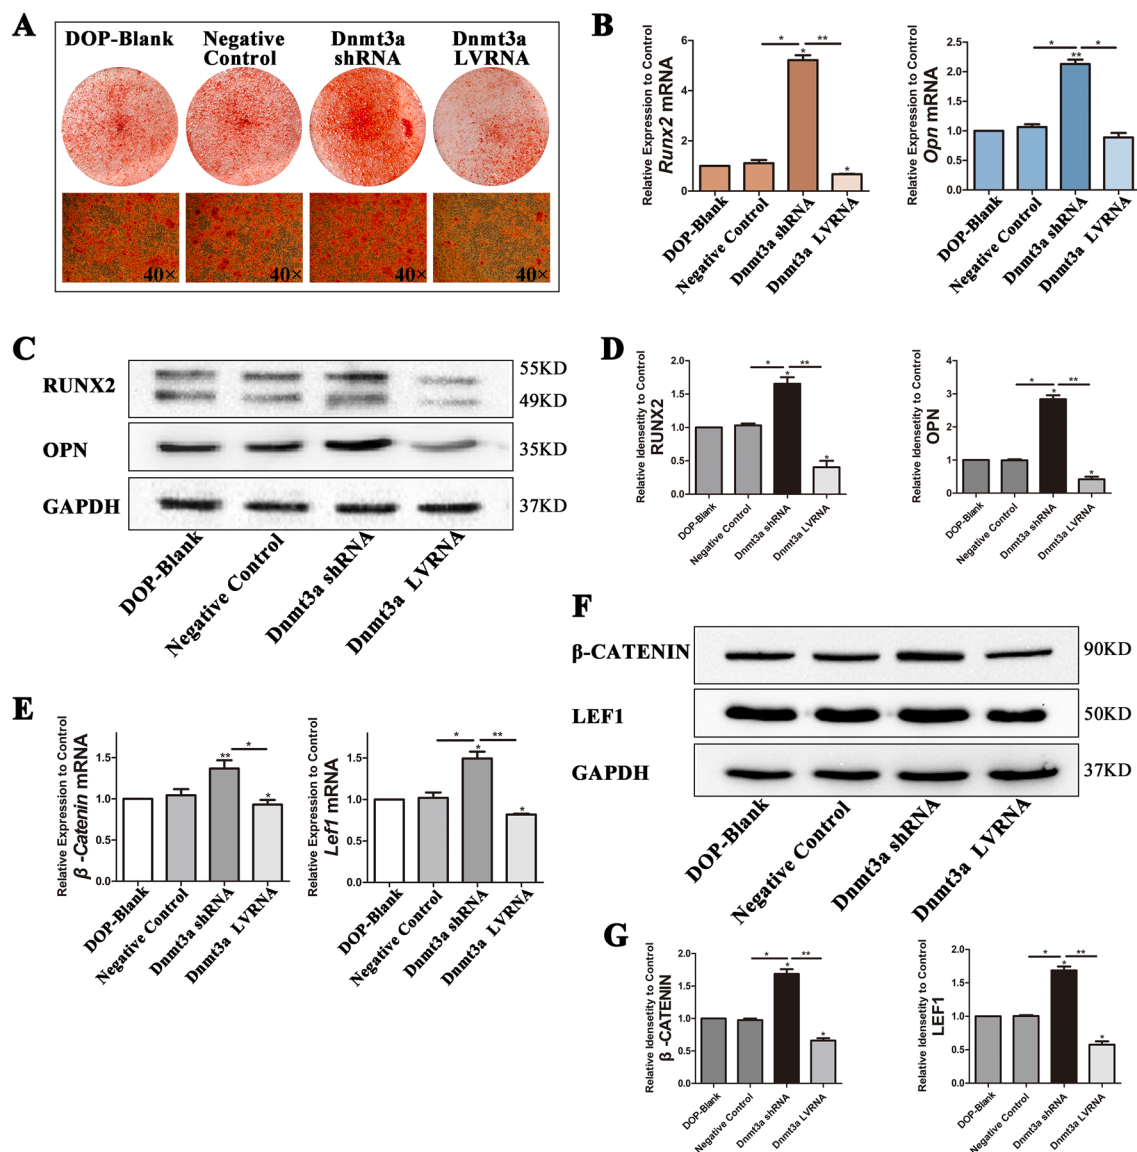 A
DOP-Blank
Negative
Control
Dnmt3a
shRNA
Dnmt3a
LVRNA
40×
40×
40×
40×
B
Relative Expression to Control
Runx2 mRNA
6
4
2
0
*
**
*
*
DOP-Blank
Negative Control
Dnmt3a shRNA
Dnmt3a LVRNA
Relative Expression to Control
Opn mRNA
2.5
2.0
1.5
1.0
0.5
0.0
*
*
**
DOP-Blank
Negative Control
Dnmt3a shRNA
Dnmt3a LVRNA
C
RUNX2
55KD
49KD
OPN
35KD
GAPDH
37KD
DOP-Blank
Negative Control
Dnmt3a shRNA
Dnmt3a LVRNA
D
Relative Idensetity to Control
RUNX2
2.0
1.5
1.0
0.5
0.0
*
**
*
*
DOP-Blank
Negative Control
Dnmt3a shRNA
Dnmt3a LVRNA
Relative Idensetity to Control
OPN
4
3
2
1
0
*
**
*
*
DOP-Blank
Negative Control
Dnmt3a shRNA
Dnmt3a LVRNA
E
Relative Expression to Control
β -Catenin mRNA
1.5
1.0
0.5
0.0
*
**
*
DOP-Blank
Negative Control
Dnmt3a shRNA
Dnmt3a LVRNA
Relative Expression to Control
Lef1 mRNA
1.5
1.0
0.5
0.0
*
**
*
*
DOP-Blank
Negative Control
Dnmt3a shRNA
Dnmt3a LVRNA
F
β-CATENIN
90KD
LEF1
50KD
GAPDH
37KD
DOP-Blank
Negative Control
Dnmt3a shRNA
Dnmt3a LVRNA
G
Relative Idensetity to Control
β -CATENIN
2.0
1.5
1.0
0.5
0.0
*
**
*
*
DOP-Blank
Negative Control
Dnmt3a shRNA
Dnmt3a LVRNA
Relative Idensetity to Control
LEF1
2.0
1.5
1.0
0.5
0.0
*
**
*
*
DOP-Blank
Negative Control
Dnmt3a shRNA
Dnmt3a LVRNA